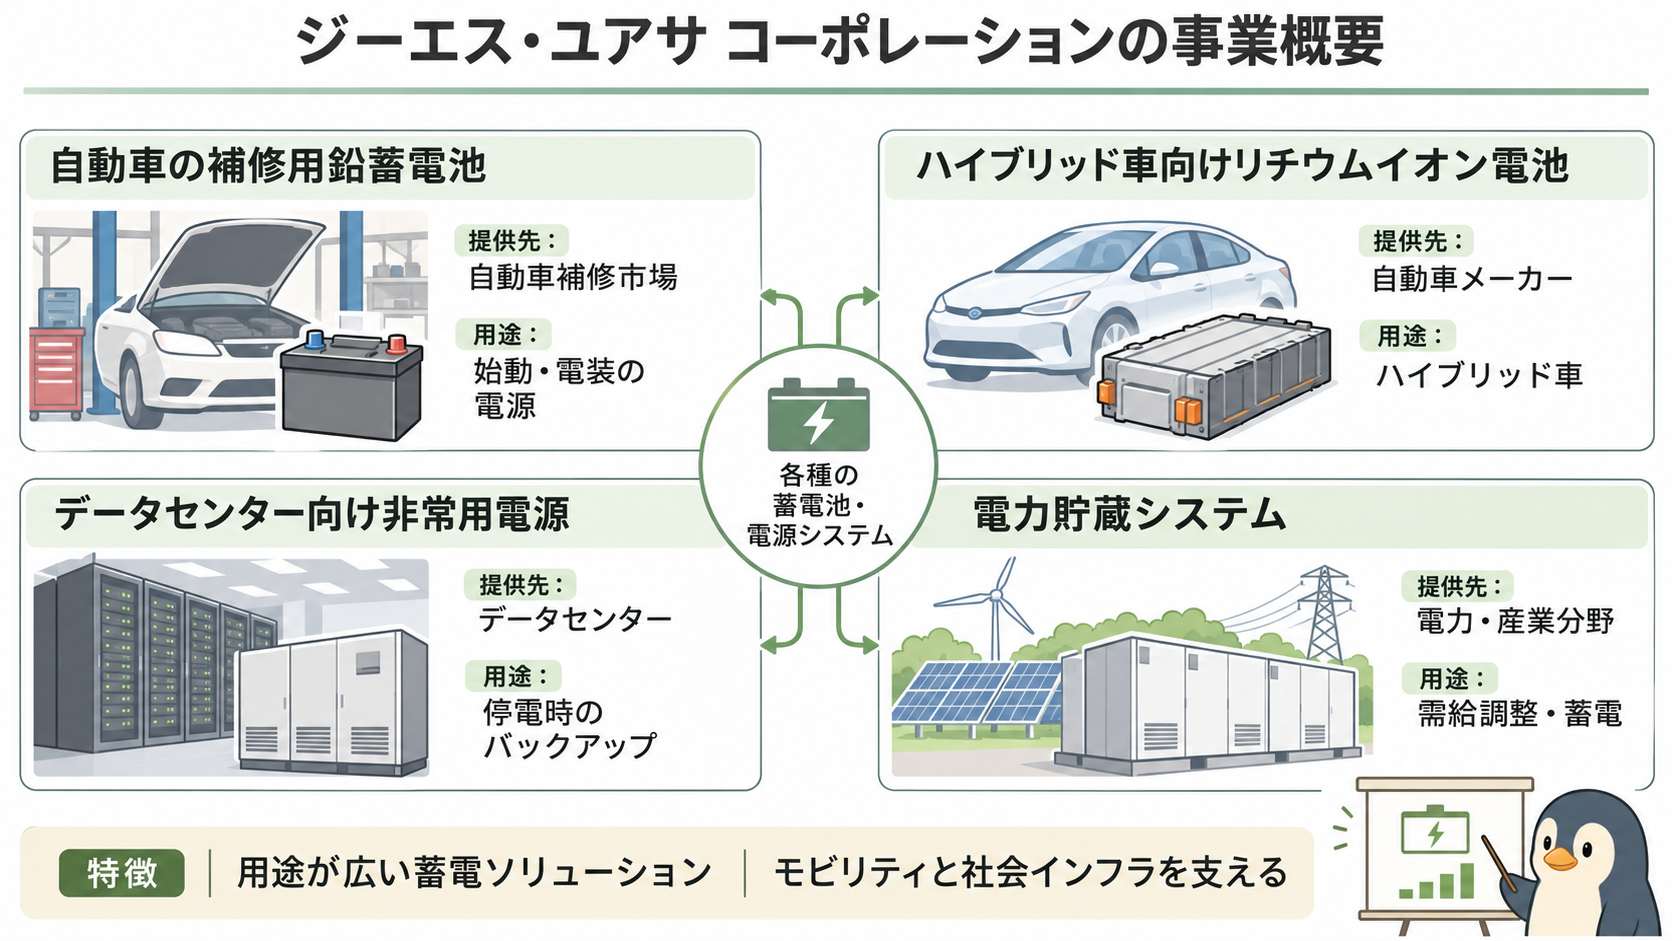 ジーエス・ユアサ コーポレーションの事業概要
自動車の補修用鉛蓄電池
提供先：
自動車補修市場
用途：
始動・電装の
電源
ハイブリッド車向けリチウムイオン電池
提供先：
自動車メーカー
用途：
ハイブリッド車
各種の
蓄電池・
電源システム
データセンター向け非常用電源
提供先：
データセンター
用途：
停電時の
バックアップ
電力貯蔵システム
提供先：
電力・産業分野
用途：
需給調整・蓄電
特徴
用途が広い蓄電ソリューション
モビリティと社会インフラを支える